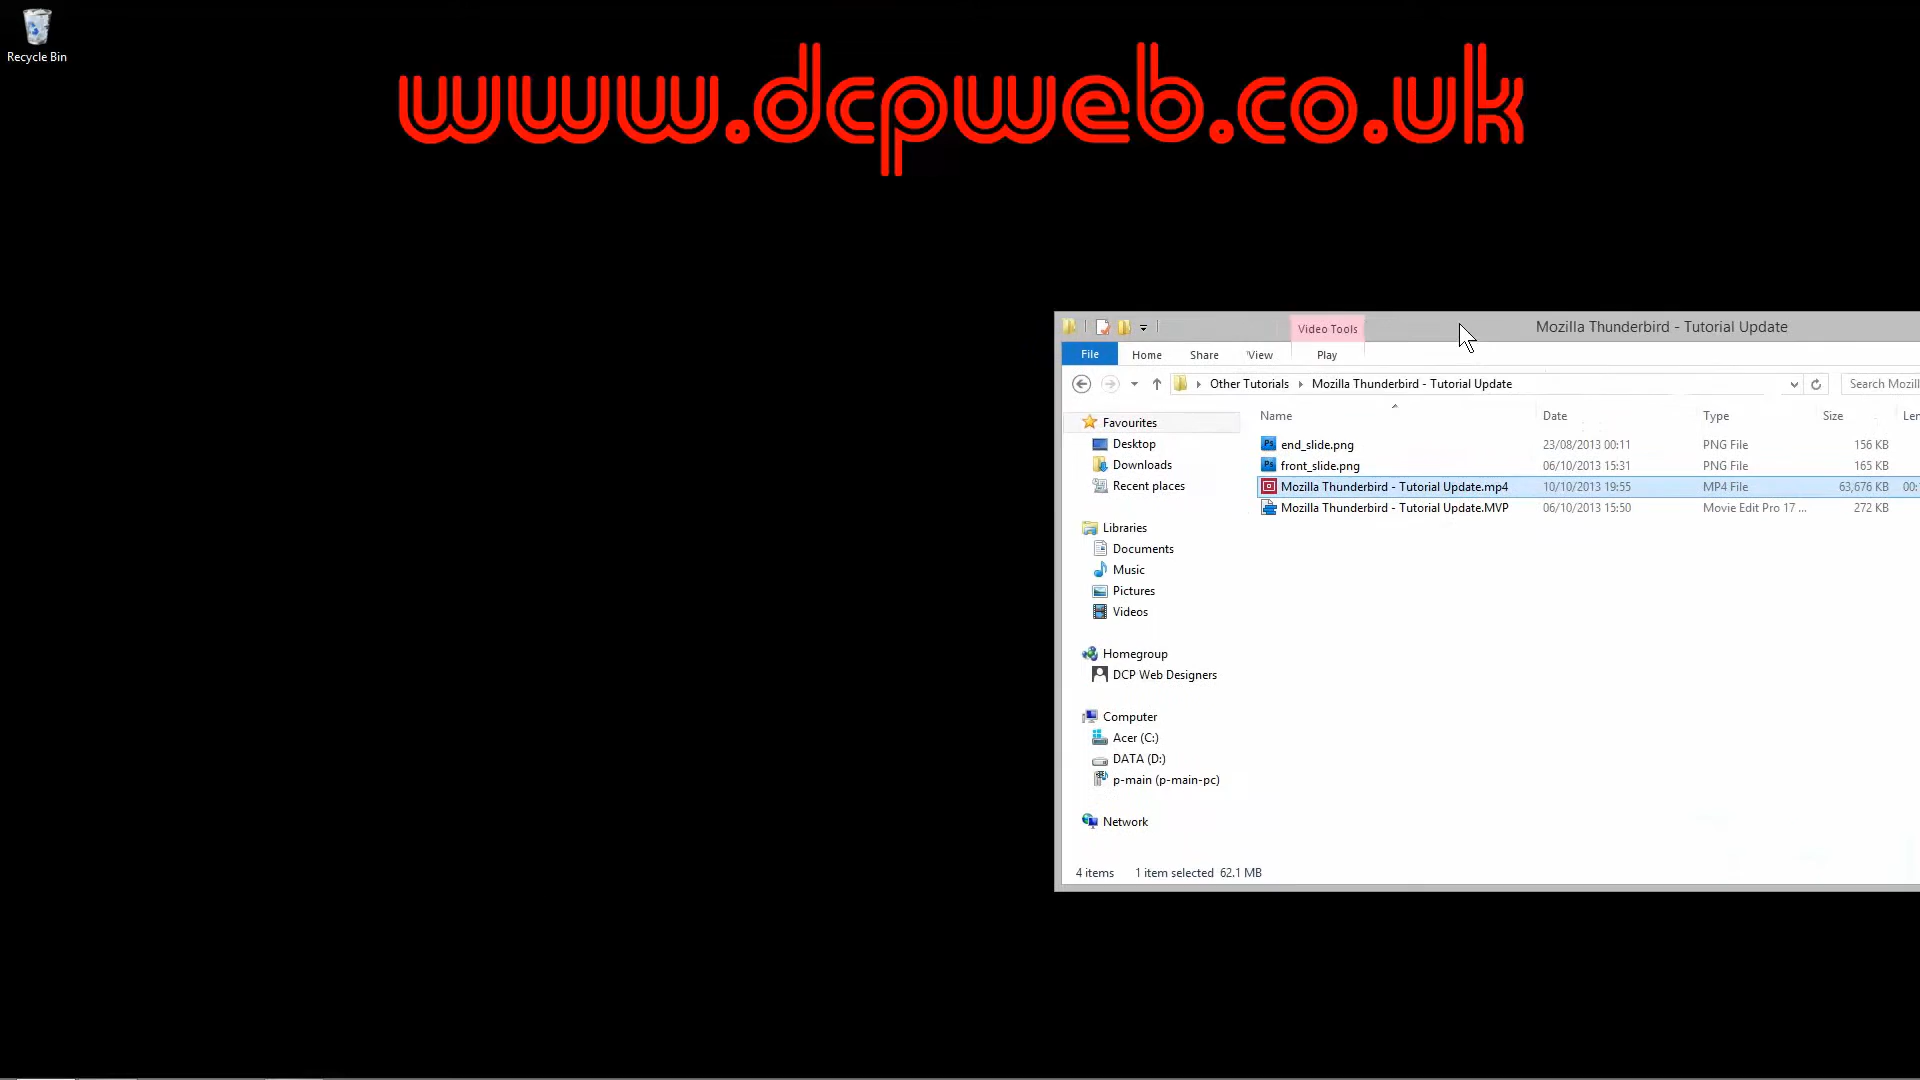 Recycle Bin
www.dcpweb.co.uk
Video Tools
Mozilla Thunderbird - Tutorial Update
File Home Share View Play
Other Tutorials Mozilla Thunderbird - Tutorial Update
Search Mozil
Name Date Type Size Len
Favourites
Desktop
Downloads
Recent places
Libraries
Documents
Music
Pictures
Videos
Homegroup
DCP Web Designers
Computer
Acer (C:)
DATA (D:)
p-main (p-main-pc)
Network
end_slide.png 23/08/2013 00:11 PNG File 156 KB
front_slide.png 06/10/2013 15:31 PNG File 165 KB
Mozilla Thunderbird - Tutorial Update.mp4 10/10/2013 19:55 MP4 File 63,676 KB 00:
Mozilla Thunderbird - Tutorial Update.MVP 06/10/2013 15:50 Movie Edit Pro 17 ... 272 KB
4 items 1 item selected 62.1 MB